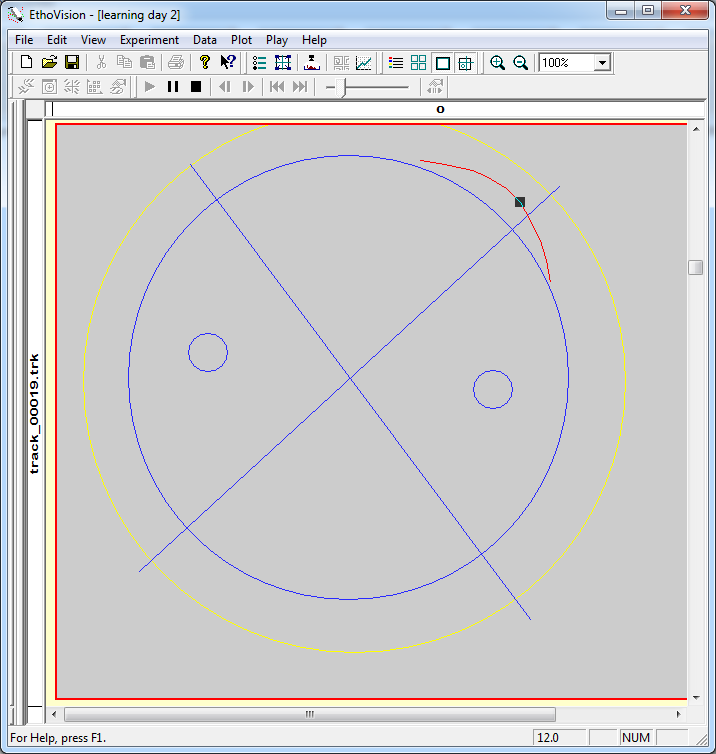 EthoVision - [learning day 2]
File Edit View Experiment Data Plot Play Help
100%
o
track_00019.trk
For Help, press F1.
12.0
NUM